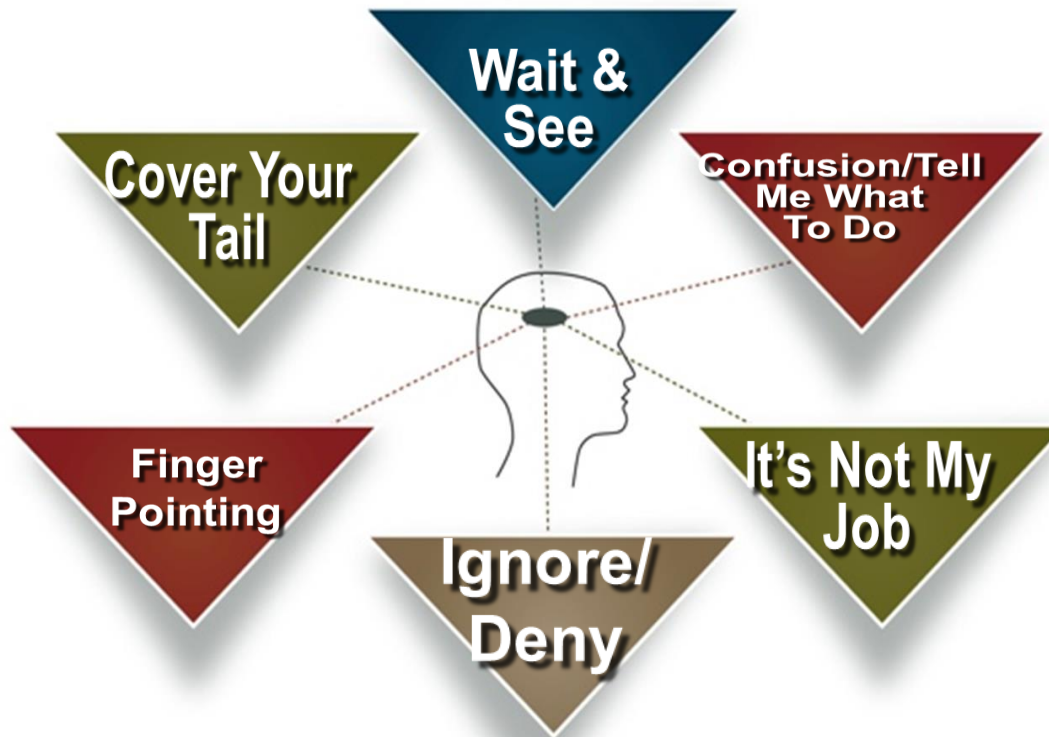 Wait &
See
Cover Your
Tail
Confusion/Tell
Me What
To Do
Finger
Pointing
It’s Not My
Job
Ignore/
Deny